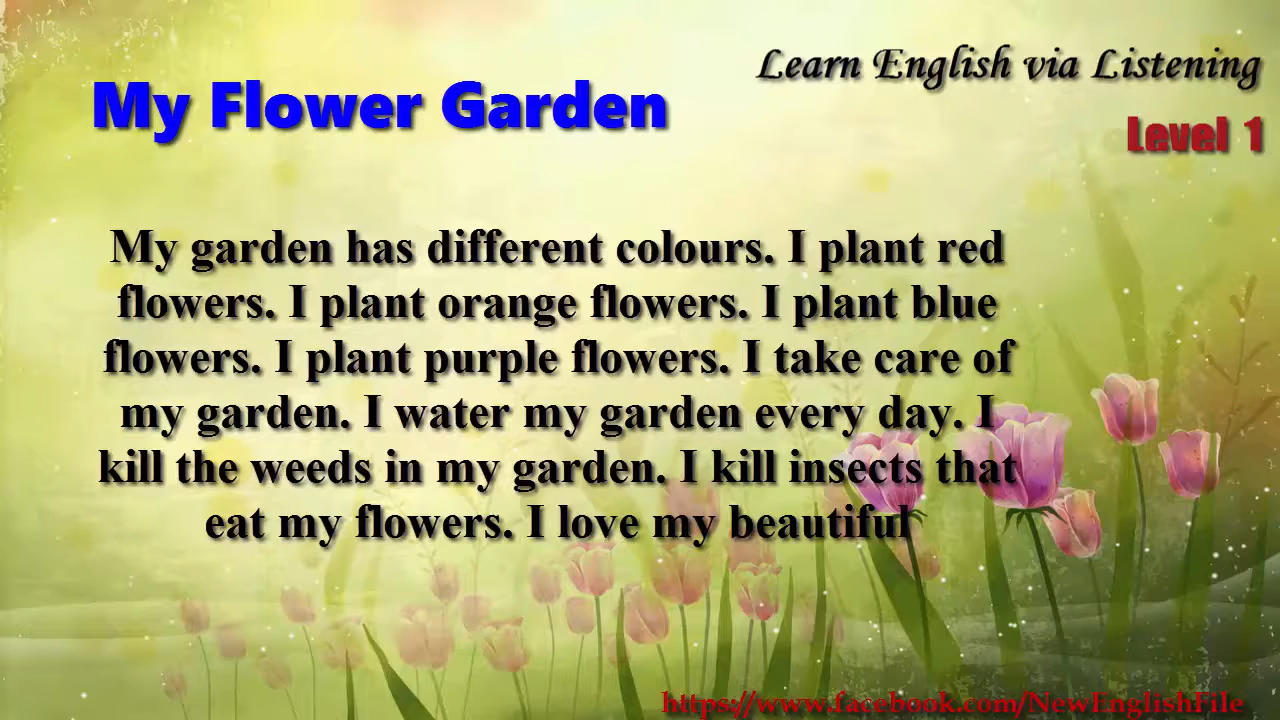 Learn English via Listening
My Flower Garden
Level 1
My garden has different colours. I plant red
flowers. I plant orange flowers. I plant blue
flowers. I plant purple flowers. I take care of
my garden. I water my garden every day. I
kill the weeds in my garden. I kill insects that
eat my flowers. I love my beautiful
https://www.facebook.com/NewEnglishFile